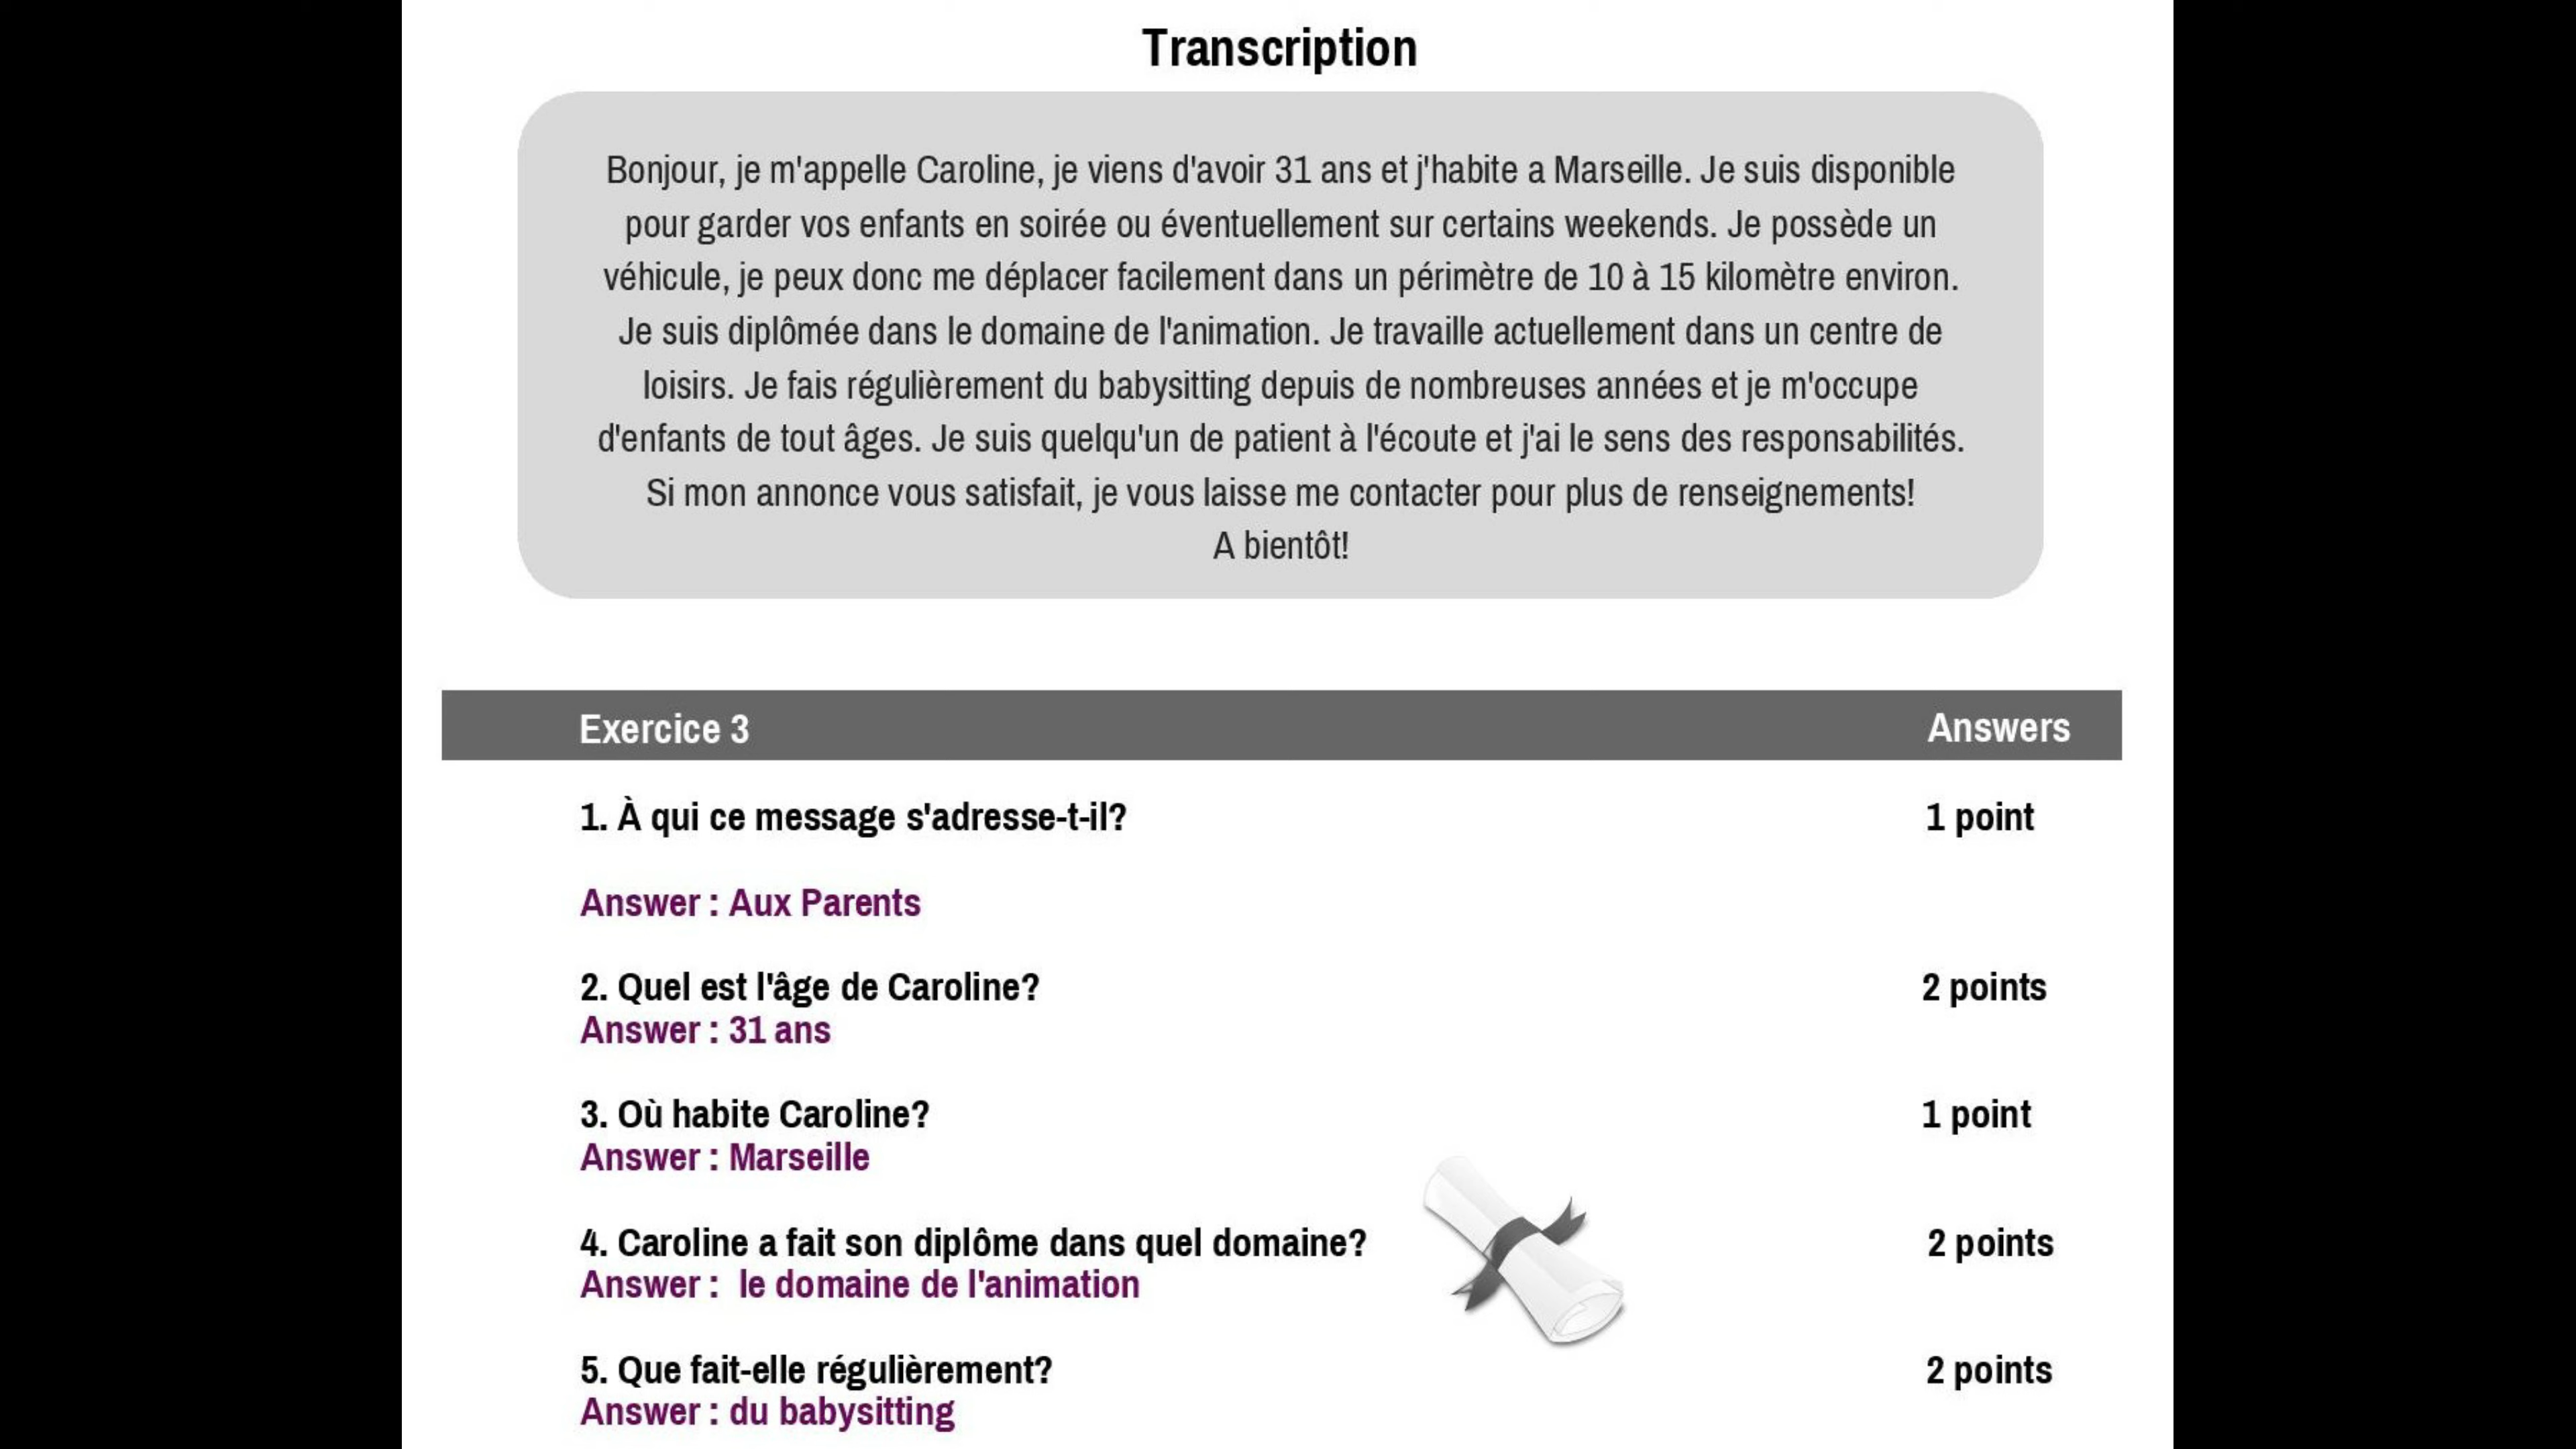 Transcription
Bonjour, je m'appelle Caroline, je viens d'avoir 31 ans et j'habite a Marseille. Je suis disponible
pour garder vos enfants en soirée ou éventuellement sur certains weekends. Je possède un
véhicule, je peux donc me déplacer facilement dans un périmètre de 10 à 15 kilomètre environ.
Je suis diplômée dans le domaine de l'animation. Je travaille actuellement dans un centre de
loisirs. Je fais régulièrement du babysitting depuis de nombreuses années et je m'occupe
d'enfants de tout âges. Je suis quelqu'un de patient à l'écoute et j'ai le sens des responsabilités.
Si mon annonce vous satisfait, je vous laisse me contacter pour plus de renseignements!
A bientôt!
Exercice 3 Answers
1. À qui ce message s'adresse-t-il? 1 point
Answer : Aux Parents
2. Quel est l'âge de Caroline? 2 points
Answer : 31 ans
3. Où habite Caroline? 1 point
Answer : Marseille
4. Caroline a fait son diplôme dans quel domaine? 2 points
Answer : le domaine de l'animation
5. Que fait-elle régulièrement? 2 points
Answer : du babysitting